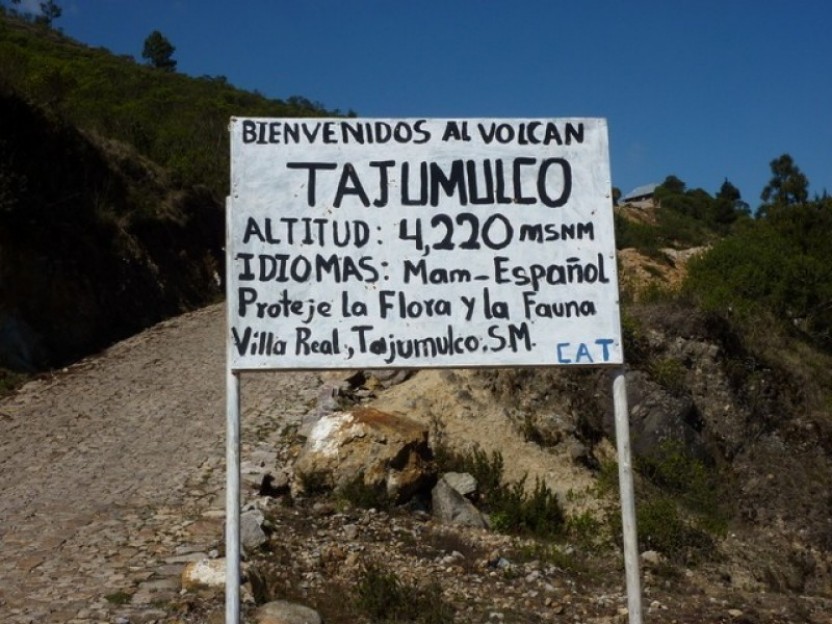 BIENVENIDOS AL VOLCAN
TAJUMULCO
ALTITUD: 4,220 MSNM
IDIOMAS: Mam-Español
Proteje la Flora y la Fauna
Villa Real, Tajumulco. S.M.
CAT